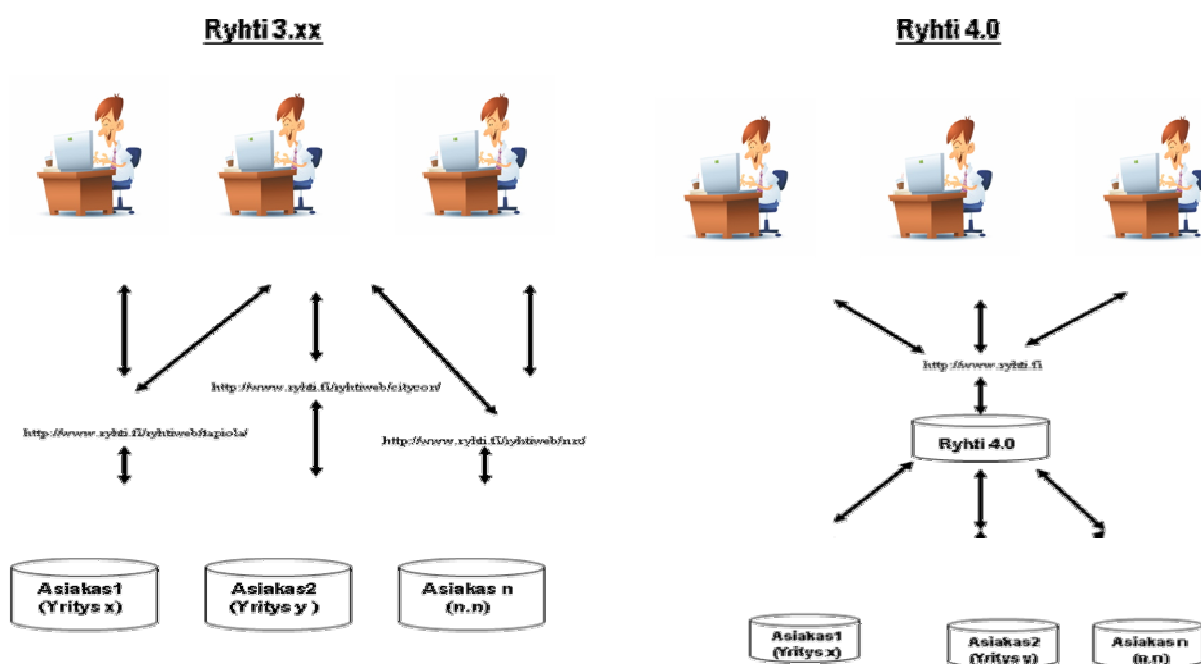 Ryhti 3.xx
http://www.ryhti.fi/ryhtiweb/citycon/
http://www.ryhti.fi/ryhtiweb/tapiola/
http://www.ryhti.fi/ryhtiweb/nxr/
Asiakas1
(Yritys x)
Asiakas2
(Yritys y )
Asiakas n
(n.n)
Ryhti 4.0
http://www.ryhti.fi
Ryhti 4.0
Asiakas1
(Yritys x)
Asiakas2
(Yritys y)
Asiakas n
(n.n)